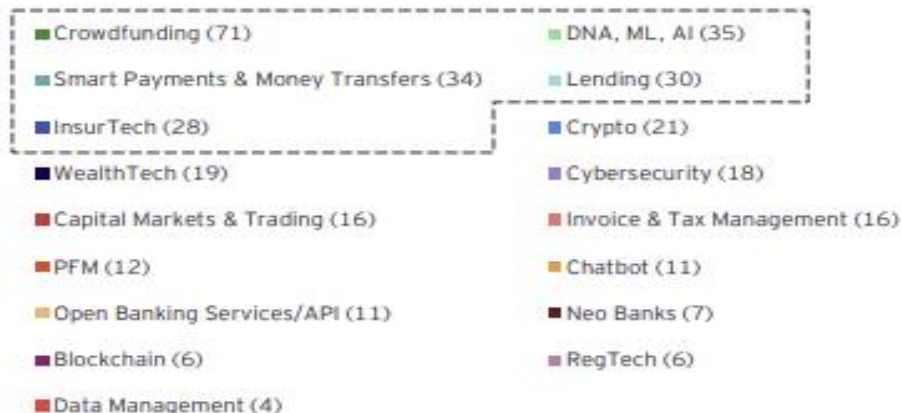 Crowdfunding (71)
DNA, ML, AI (35)
Smart Payments & Money Transfers (34)
Lending (30)
InsurTech (28)
Crypto (21)
WealthTech (19)
Cybersecurity (18)
Capital Markets & Trading (16)
Invoice & Tax Management (16)
PFM (12)
Chatbot (11)
Open Banking Services/API (11)
Neo Banks (7)
Blockchain (6)
RegTech (6)
Data Management (4)